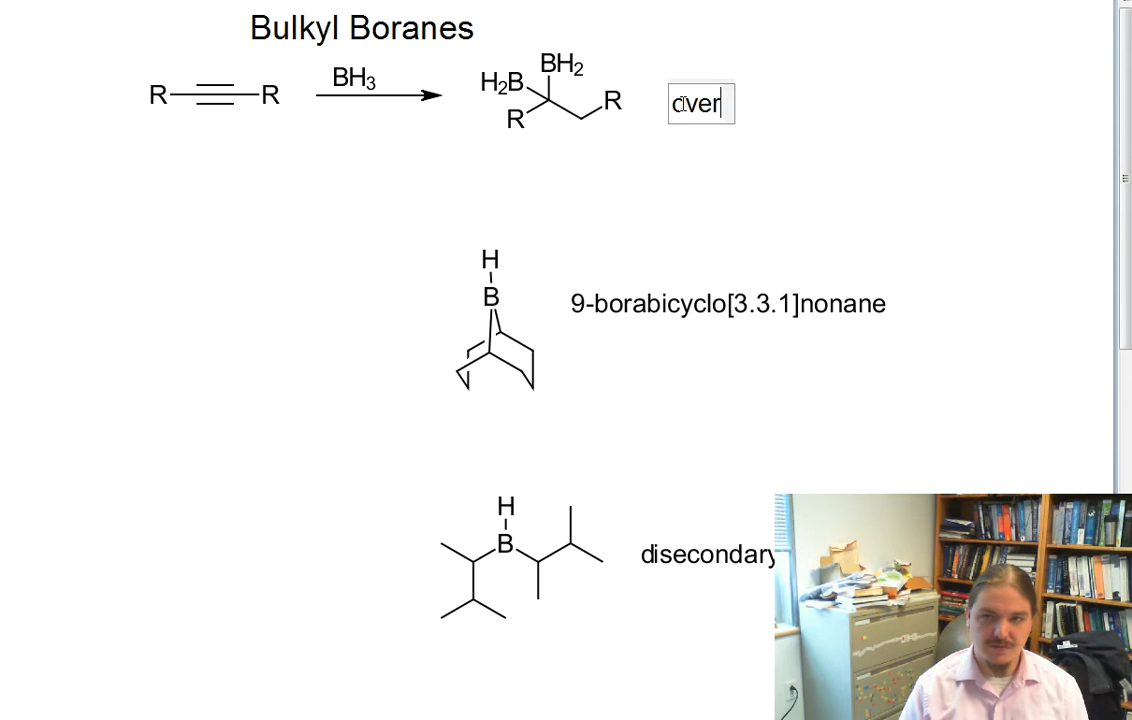 Bulkyl Boranes
R R BH3 H2B BH2 R R over
H
B
9-borabicyclo[3.3.1]nonane
H
B
disecondary